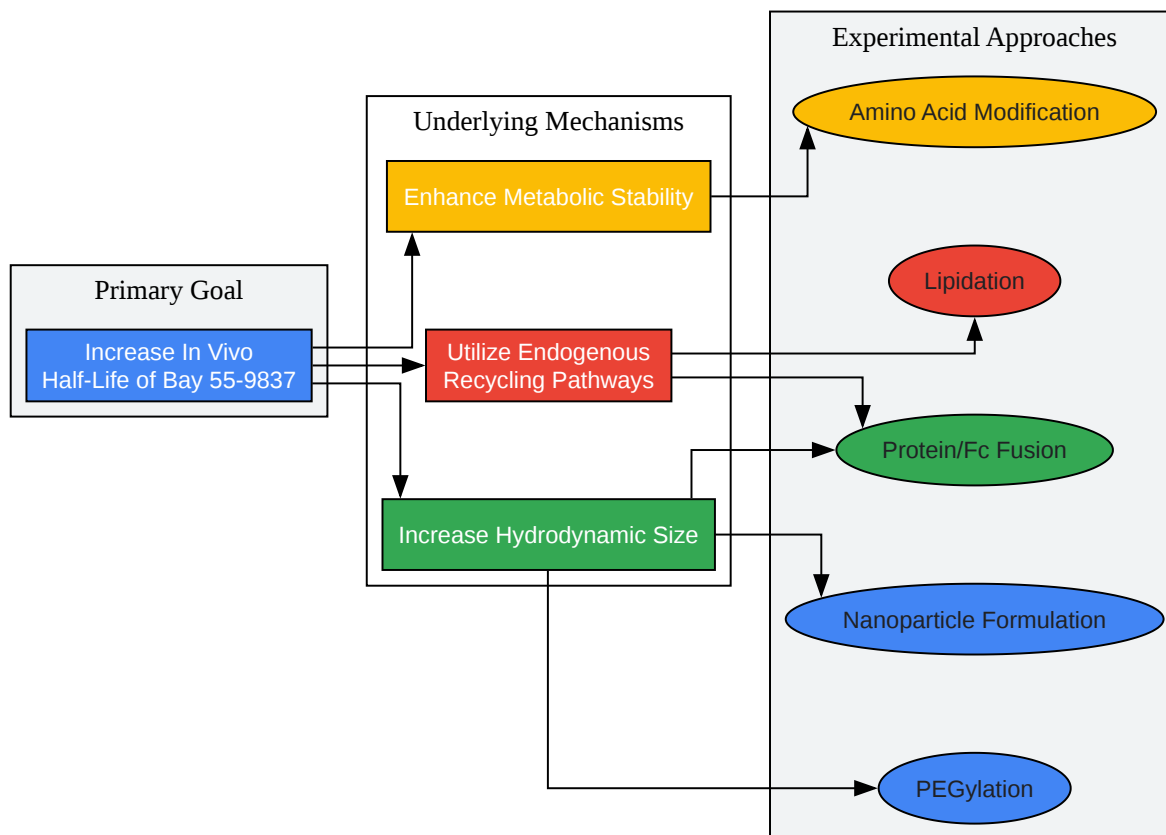 Primary Goal
Increase In Vivo
Half-Life of Bay 55-9837
Underlying Mechanisms
Enhance Metabolic Stability
Utilize Endogenous
Recycling Pathways
Increase Hydrodynamic Size
Experimental Approaches
Amino Acid Modification
Lipidation
Protein/Fc Fusion
Nanoparticle Formulation
PEGylation